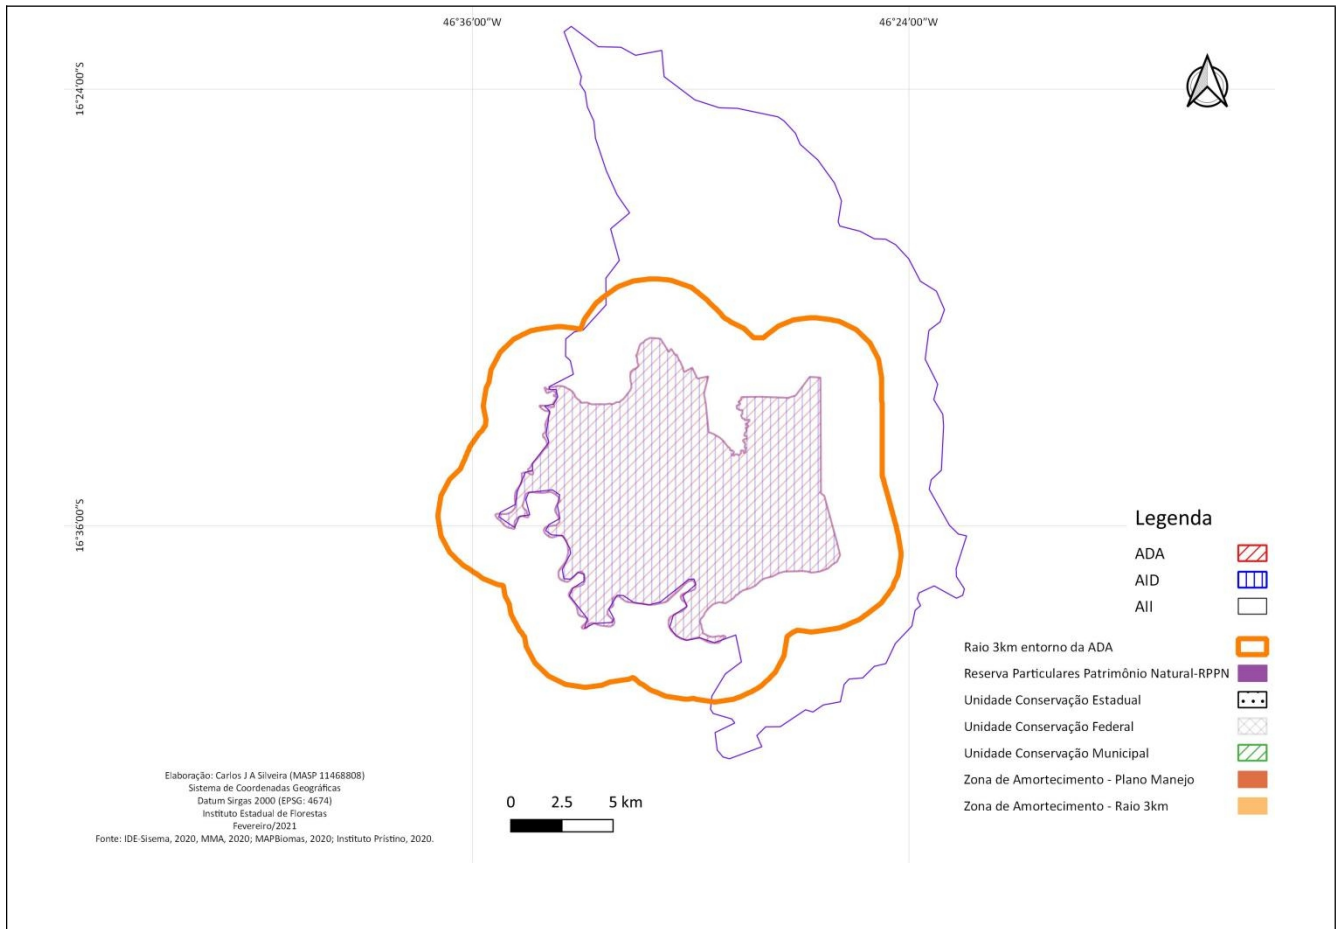 46°36'00"W
46°24'00"W
16°24'00"S
16°36'00"S
Legenda
ADA
AID
AII
Raio 3km entorno da ADA
Reserva Particulares Patrimônio Natural-RPPN
Unidade Conservação Estadual
Unidade Conservação Federal
Unidade Conservação Municipal
Zona de Amortecimento - Plano Manejo
Zona de Amortecimento - Raio 3km
Elaboração: Carlos J A Silveira (MASP 11468808)
Sistema de Coordenadas Geográficas
Datum Sirgas 2000 (EPSG: 4674)
Instituto Estadual de Florestas
Fevereiro/2021
Fonte: IDE-Sisema, 2020, MMA, 2020; MAPBiomas, 2020; Instituto Prístino, 2020.
0 2.5 5 km